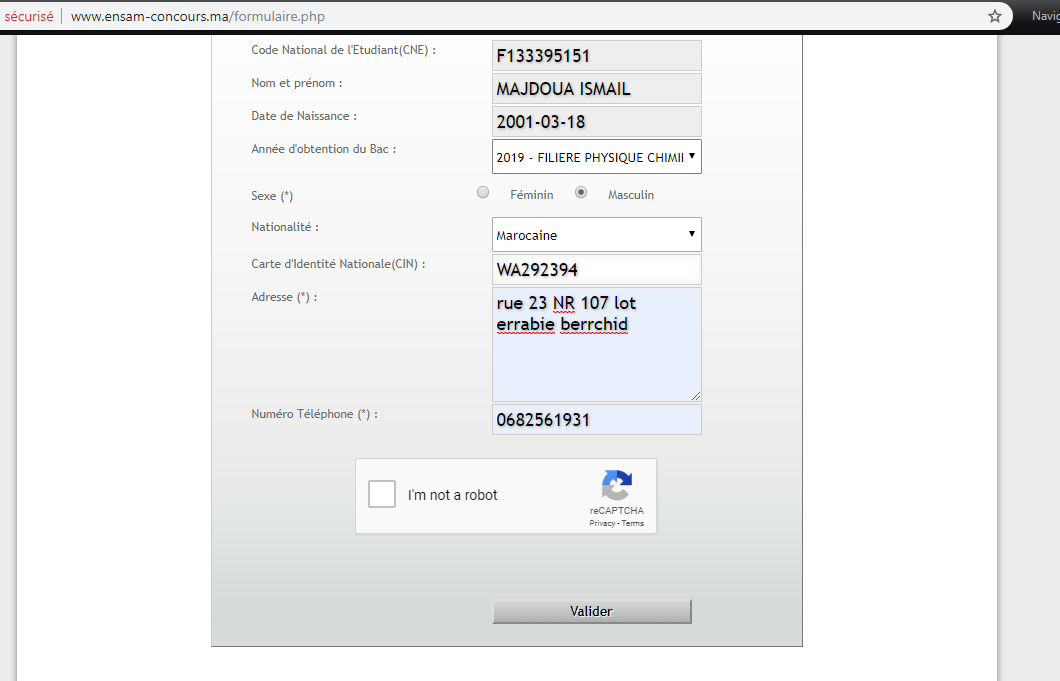 sécurisé www.ensam-concours.ma/formulaire.php
Code National de l'Etudiant(CNE) : F133395151
Nom et prénom : MAJDOUA ISMAIL
Date de Naissance : 2001-03-18
Année d'obtention du Bac : 2019 - FILIERE PHYSIQUE CHIMII
Sexe (*) Féminin Masculin
Nationalité : Marocaine
Carte d'Identité Nationale(CIN) : WA292394
Adresse (*) : rue 23 NR 107 lot
errabie berrchid
Numéro Téléphone (*) : 0682561931
I'm not a robot
reCAPTCHA
Privacy - Terms
Valider